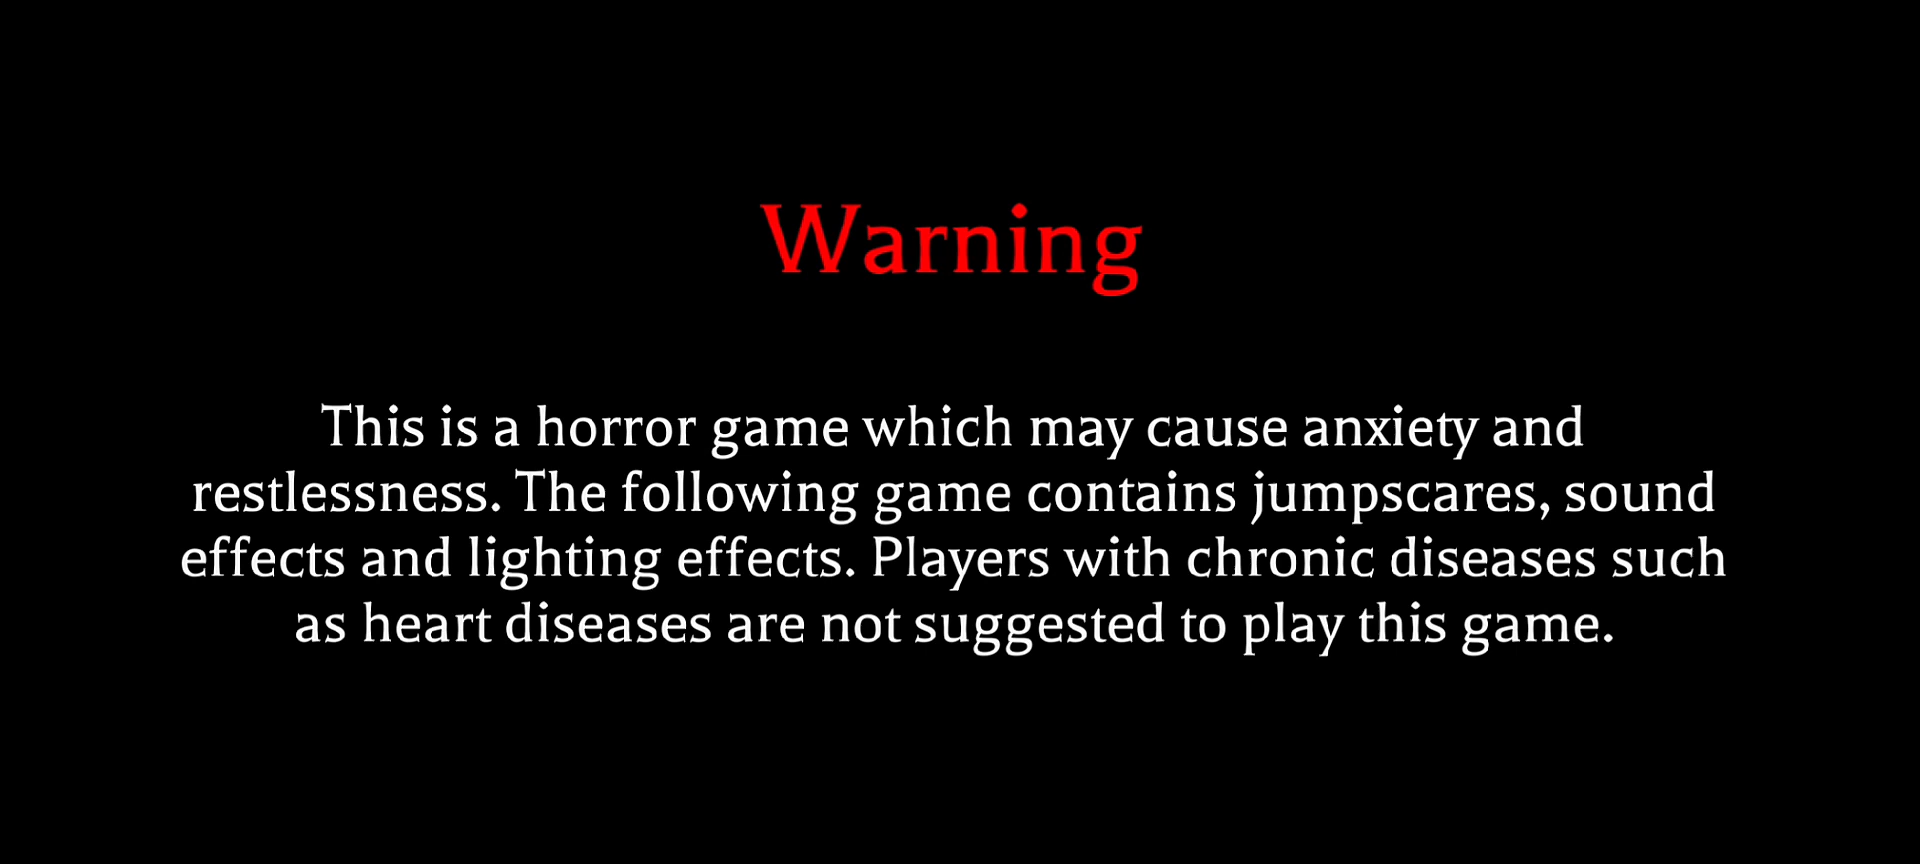 Warning
This is a horror game which may cause anxiety and
restlessness. The following game contains jumpscares, sound
effects and lighting effects. Players with chronic diseases such
as heart diseases are not suggested to play this game.